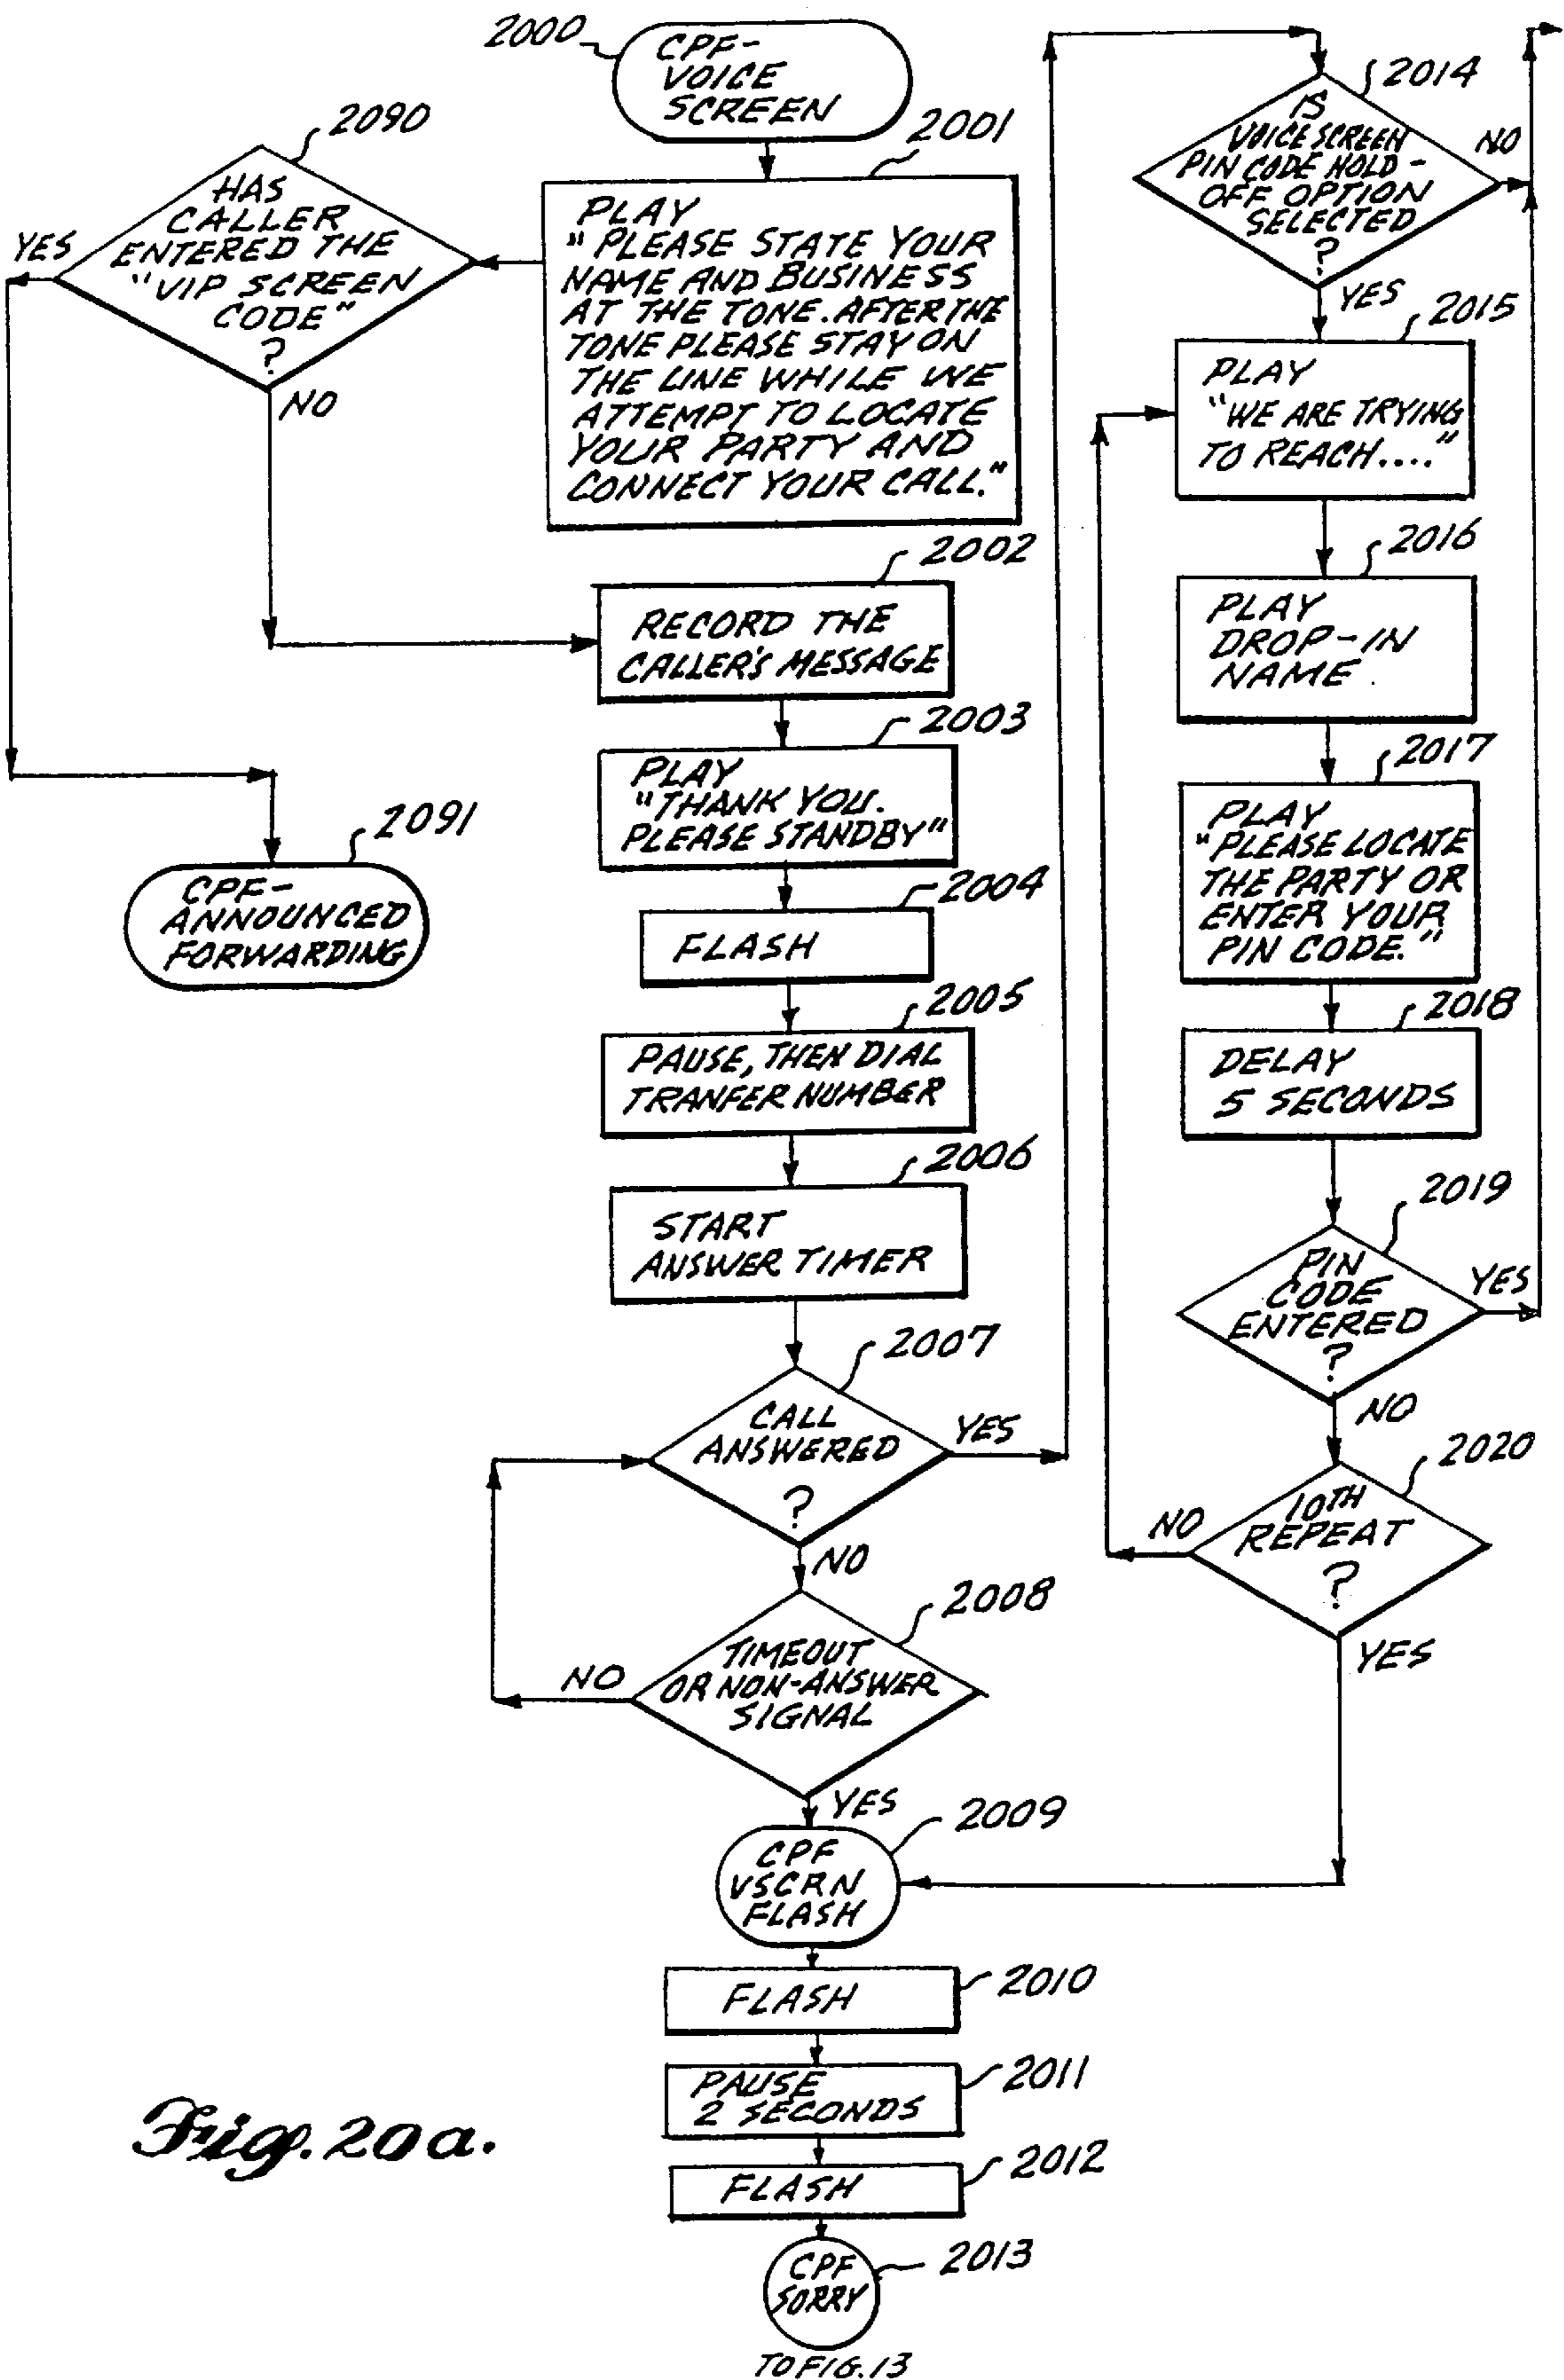 2000
CPF-
VOICE
SCREEN
2090
HAS
CALLER
ENTERED THE
"VIP SCREEN
CODE"
?
YES
NO
2001
PLAY
"PLEASE STATE YOUR
NAME AND BUSINESS
AT THE TONE. AFTER THE
TONE PLEASE STAY ON
THE LINE WHILE WE
ATTEMPT TO LOCATE
YOUR PARTY AND
CONNECT YOUR CALL."
2002
RECORD THE
CALLER'S MESSAGE
2003
PLAY
"THANK YOU.
PLEASE STANDBY"
2091
CPF-
ANNOUNCED
FORWARDING
2004
FLASH
2005
PAUSE, THEN DIAL
TRANFER NUMBER
2006
START
ANSWER TIMER
2007
CALL
ANSWERED
?
YES
NO
2008
TIMEOUT
OR NON-ANSWER
SIGNAL
NO
YES
2009
CPF
VSCRN
FLASH
2010
FLASH
2011
PAUSE
2 SECONDS
2012
FLASH
2013
CPF
SORRY
TO FIG. 13
2014
IS
VOICE SCREEN
PIN CODE HOLD-
OFF OPTION
SELECTED
?
NO
YES
2015
PLAY
"WE ARE TRYING
TO REACH...."
2016
PLAY
DROP-IN
NAME
2017
PLAY
"PLEASE LOCATE
THE PARTY OR
ENTER YOUR
PIN CODE."
2018
DELAY
5 SECONDS
2019
PIN
CODE
ENTERED
?
YES
NO
2020
10TH
REPEAT
?
NO
YES
Fig. 20a.